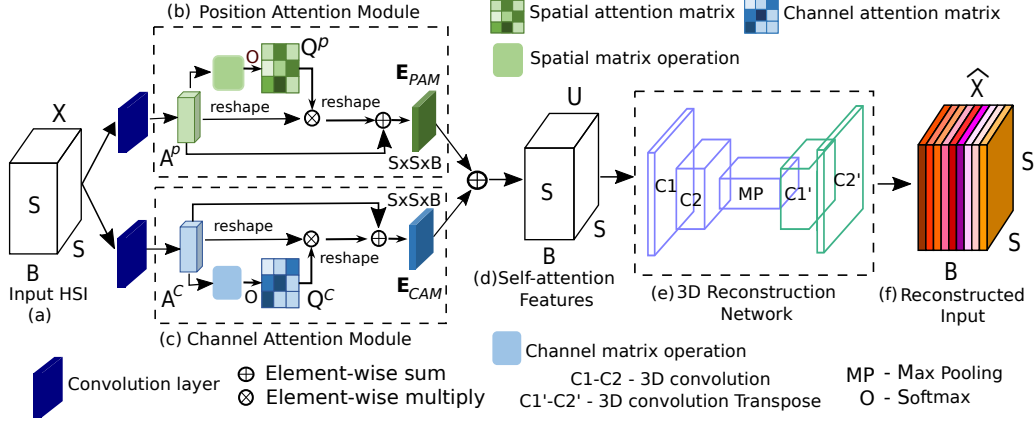 (b) Position Attention Module
Spatial attention matrix
Channel attention matrix
Spatial matrix operation
X
S
S
B
Input HSI
(a)
O
Q^p
reshape
reshape
A^p
E_PAM
SxSxB
SxSxB
reshape
reshape
A^C
O
Q^C
E_CAM
(c) Channel Attention Module
U
S
S
B
(d)Self-attention
Features
C1
C2
MP
C1'
C2'
(e) 3D Reconstruction
Network
X̂
S
S
B
(f) Reconstructed
Input
Convolution layer
⊕ Element-wise sum
⊗ Element-wise multiply
Channel matrix operation
C1-C2 - 3D convolution
C1'-C2' - 3D convolution Transpose
MP - Max Pooling
O - Softmax